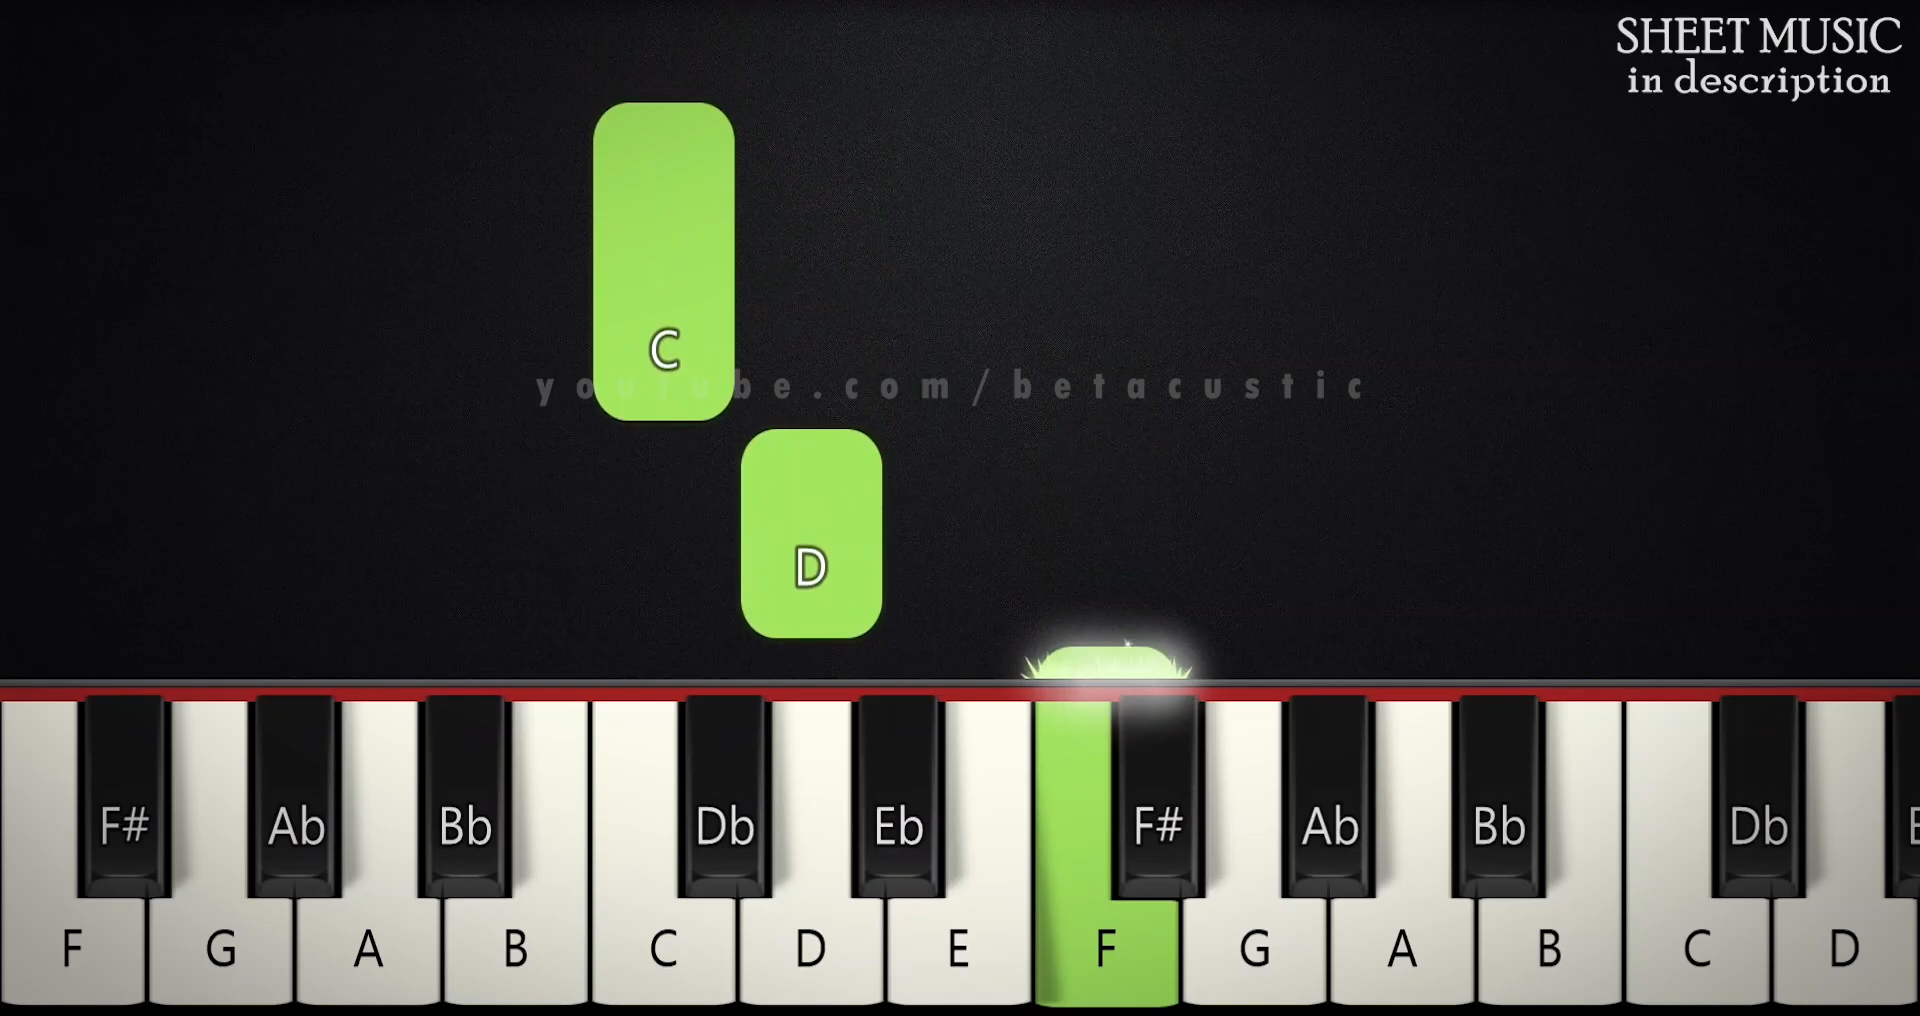 SHEET MUSIC
in description
C
youtube.com/betacustic
D
F# Ab Bb Db Eb F# Ab Bb Db
F G A B C D E F G A B C D